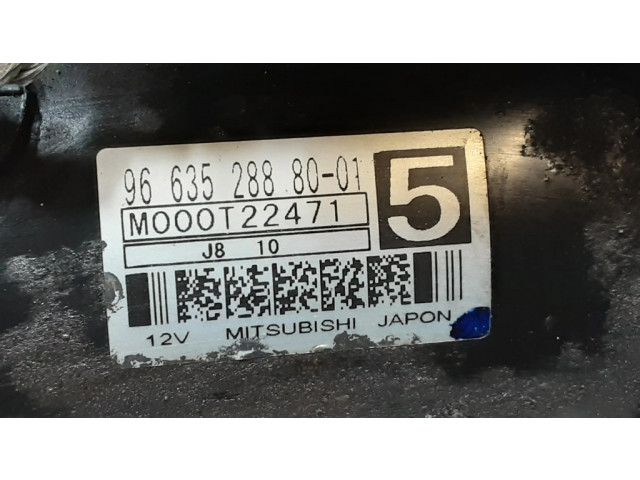 96 635 288 80-01
5
M000T22471
J8 10
12V MITSUBISHI JAPON